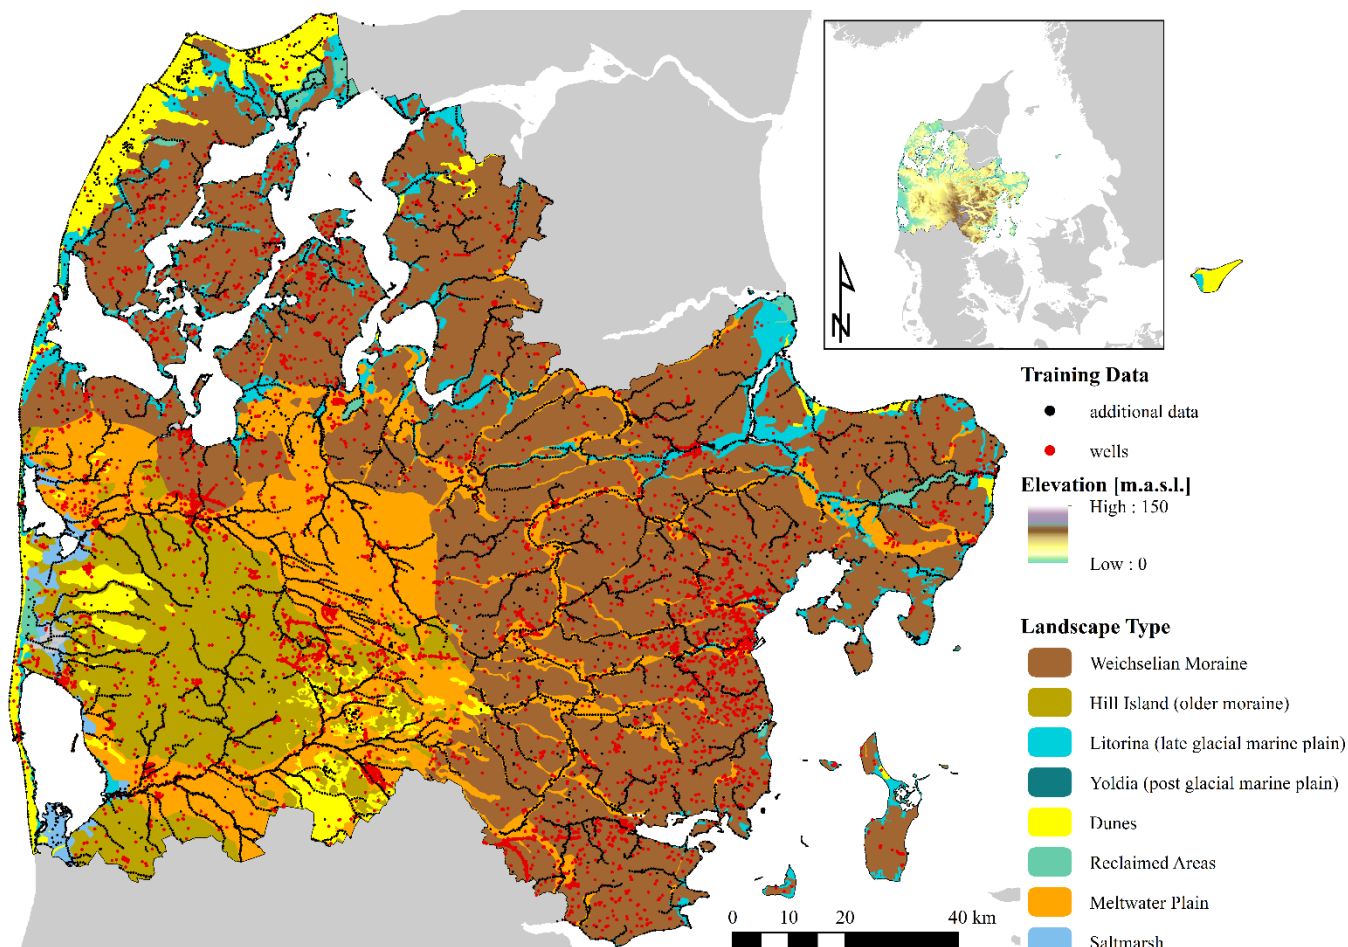 N
Training Data
additional data
wells
Elevation [m.a.s.l.]
High : 150
Low : 0
Landscape Type
Weichselian Moraine
Hill Island (older moraine)
Litorina (late glacial marine plain)
Yoldia (post glacial marine plain)
Dunes
Reclaimed Areas
Meltwater Plain
Saltmarsh
0 10 20 40 km